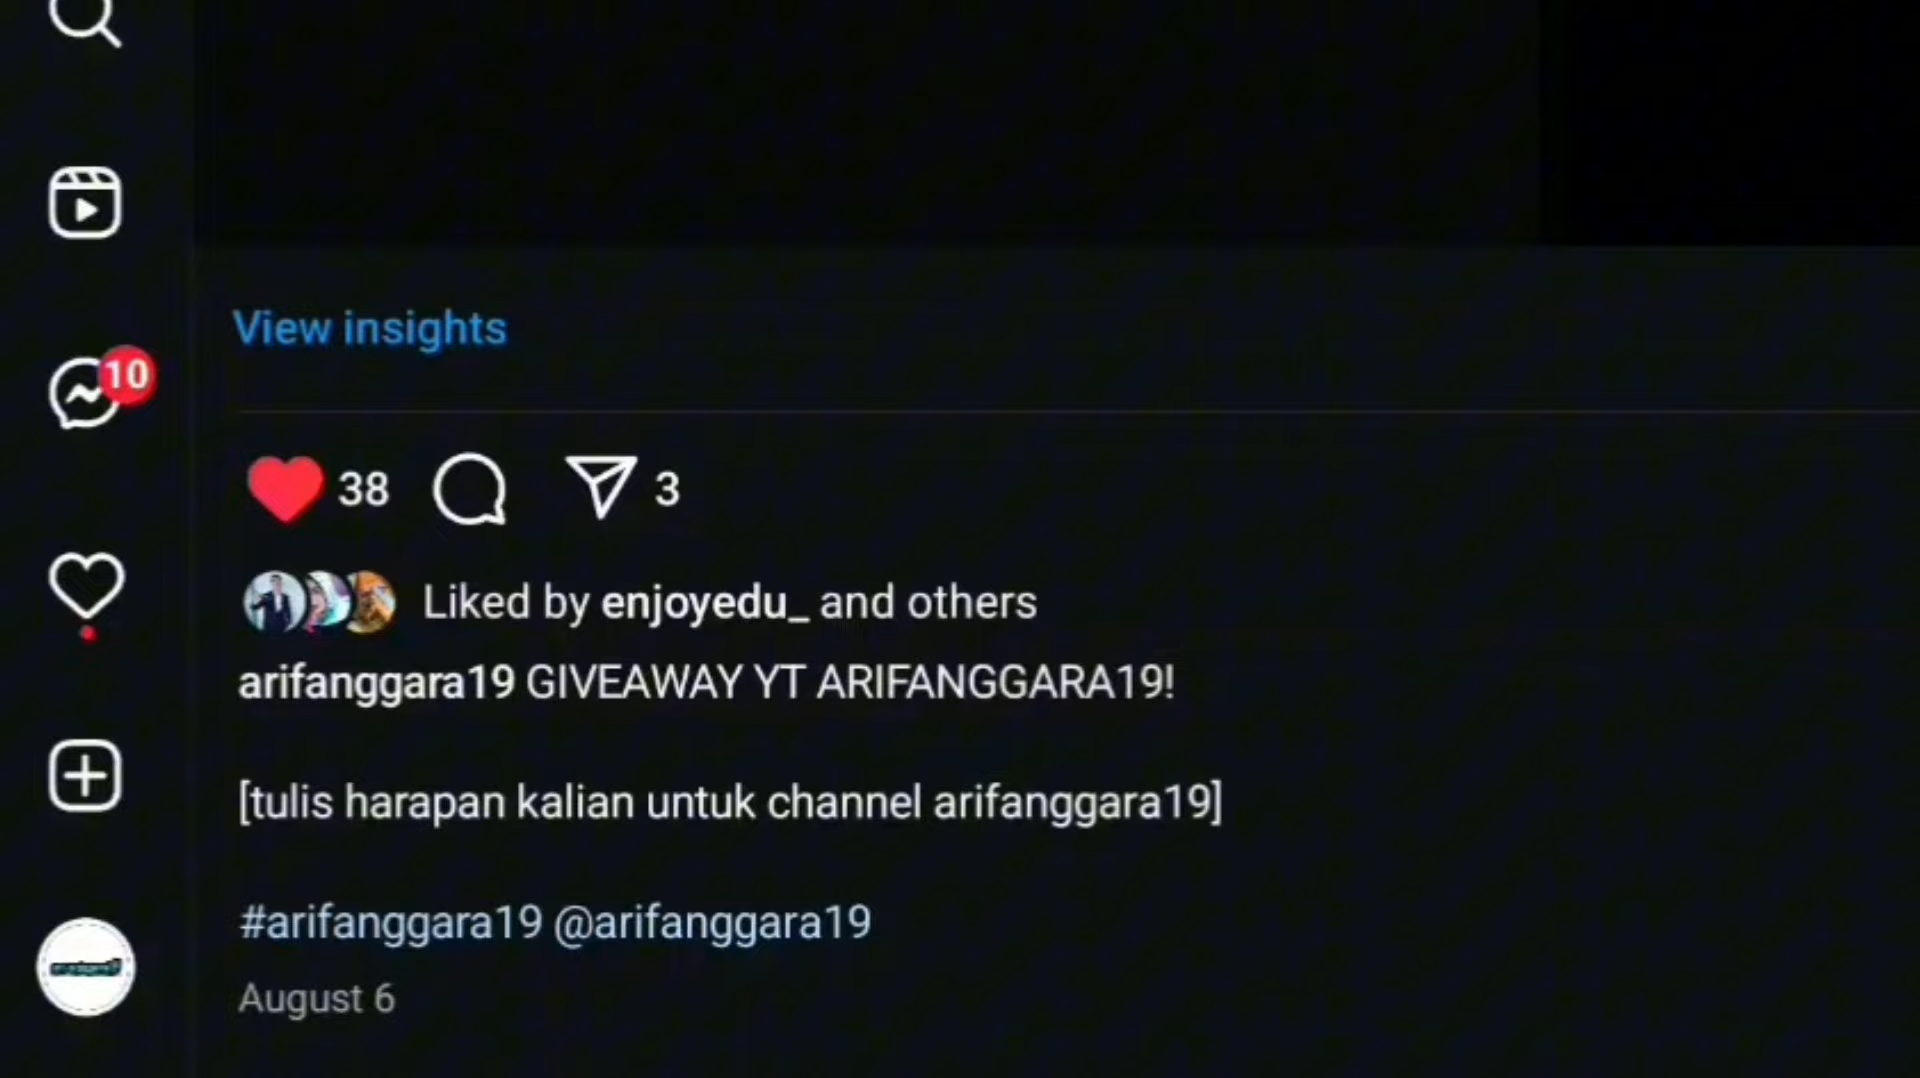 View insights
10
38
3
Liked by enjoyedu_ and others
arifanggara19 GIVEAWAY YT ARIFANGGARA19!
[tulis harapan kalian untuk channel arifanggara19]
#arifanggara19 @arifanggara19
August 6